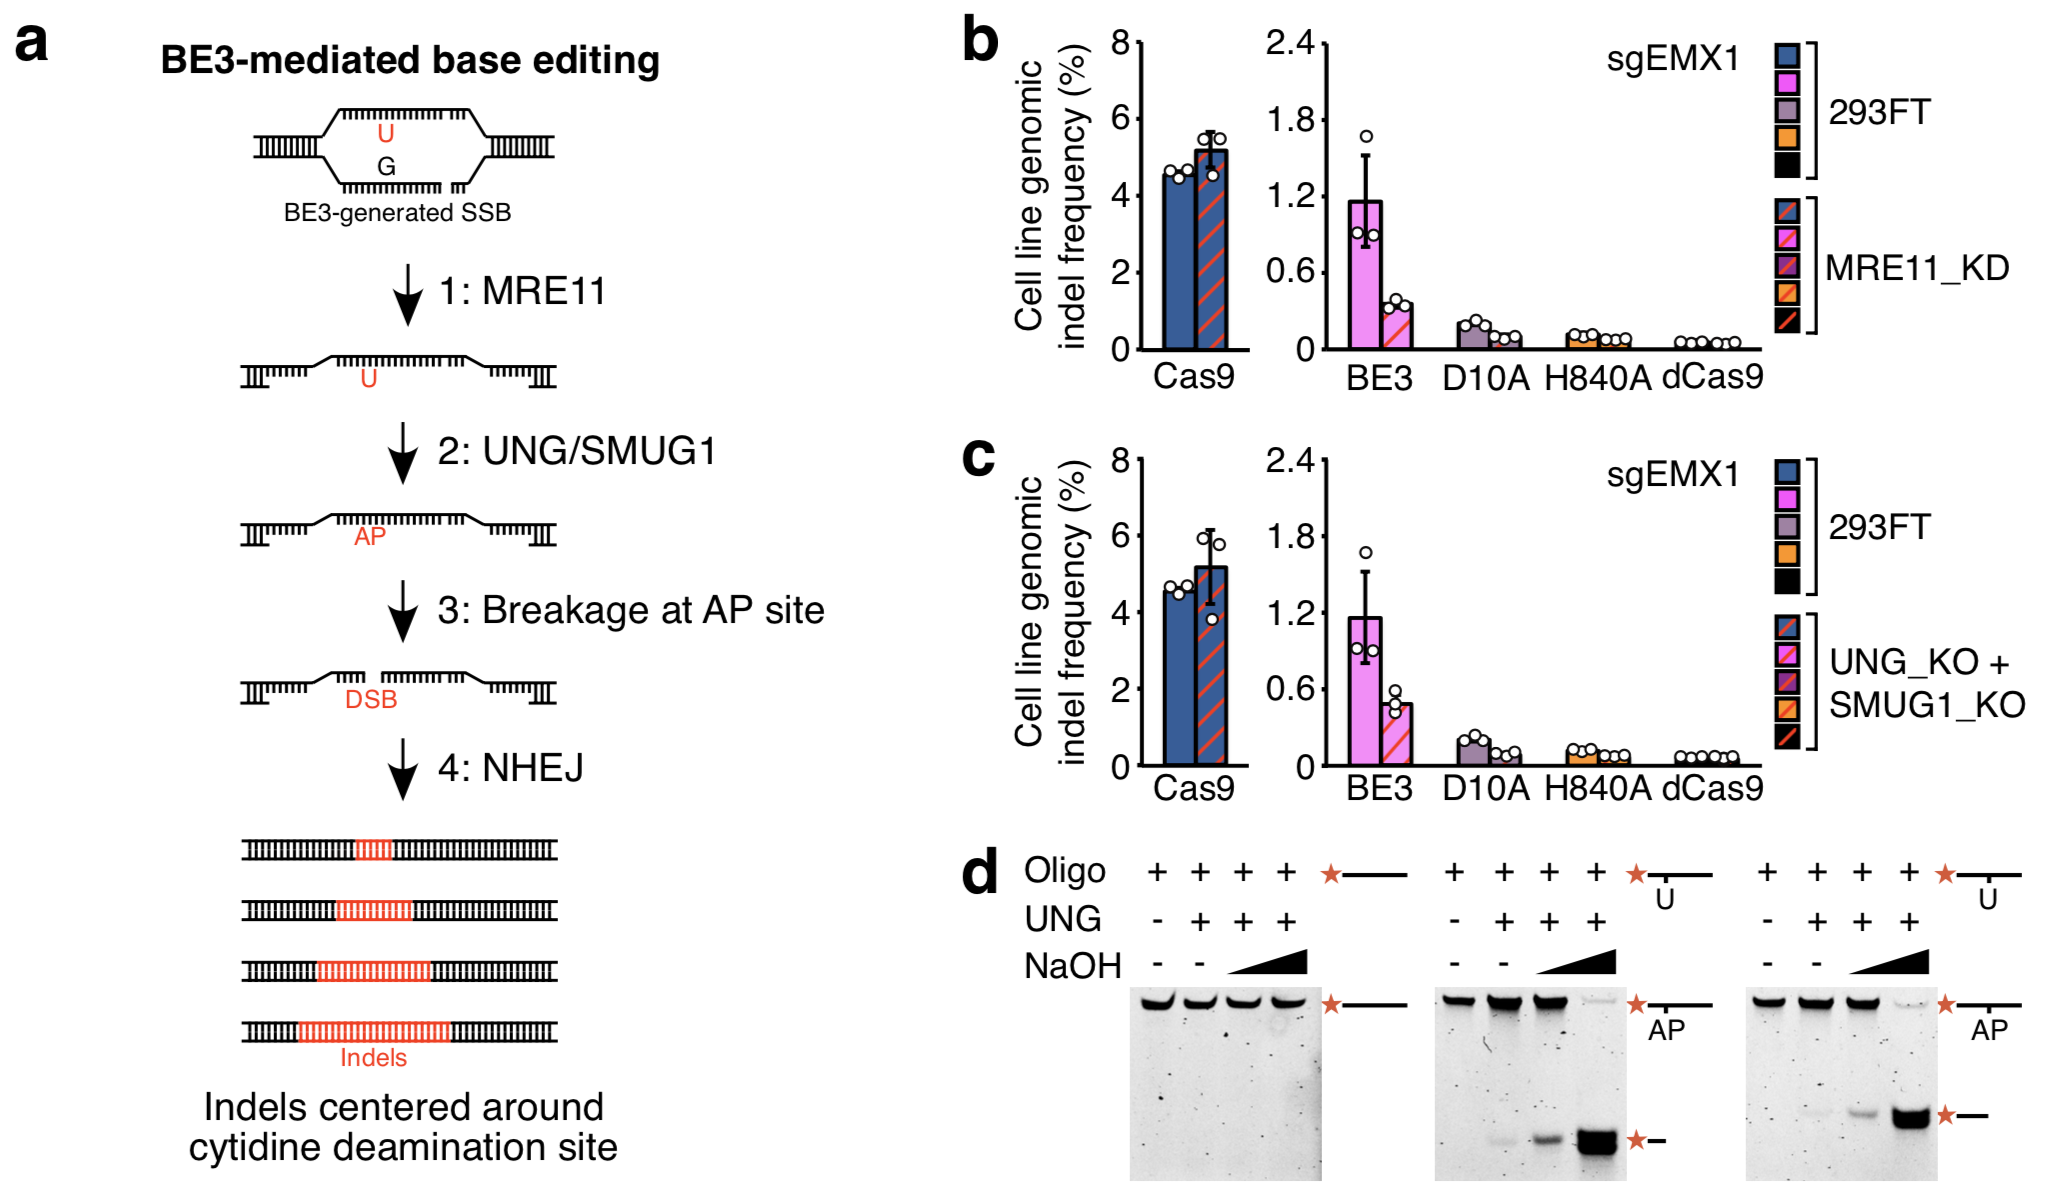 a
BE3-mediated base editing
U
G
BE3-generated SSB
1: MRE11
U
2: UNG/SMUG1
AP
3: Breakage at AP site
DSB
4: NHEJ
Indels
Indels centered around
cytidine deamination site
b
Cell line genomic
indel frequency (%)
8
6
4
2
0
Cas9
2.4
1.8
1.2
0.6
0
BE3 D10A H840A dCas9
sgEMX1
293FT
MRE11_KD
c
Cell line genomic
indel frequency (%)
8
6
4
2
0
Cas9
2.4
1.8
1.2
0.6
0
BE3 D10A H840A dCas9
sgEMX1
293FT
UNG_KO +
SMUG1_KO
d
Oligo + + + + + + + + + + + +
U U
UNG - + + + - + + + - + + +
NaOH - - - - - -
AP AP